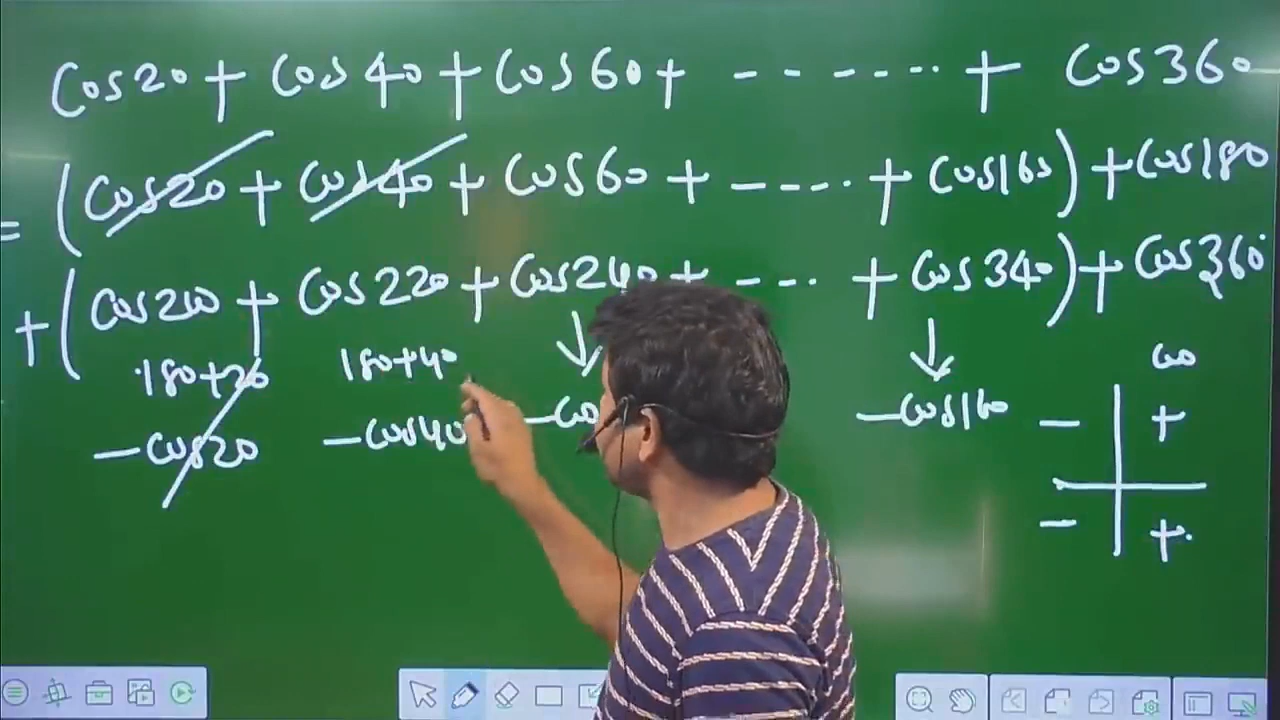 Cos20 + Cos40 + Cos60 + - - - - - - - + Cos360
= (Cos20 + Cos40 + Cos60 + - - - - + Cos160) + Cos180
+ (Cos200 + Cos220 + Cos240 + - - - + Cos340) + Cos360°
180+20 180+40
-Cos20 -Cos40 -Co -Cos160
- +
- +